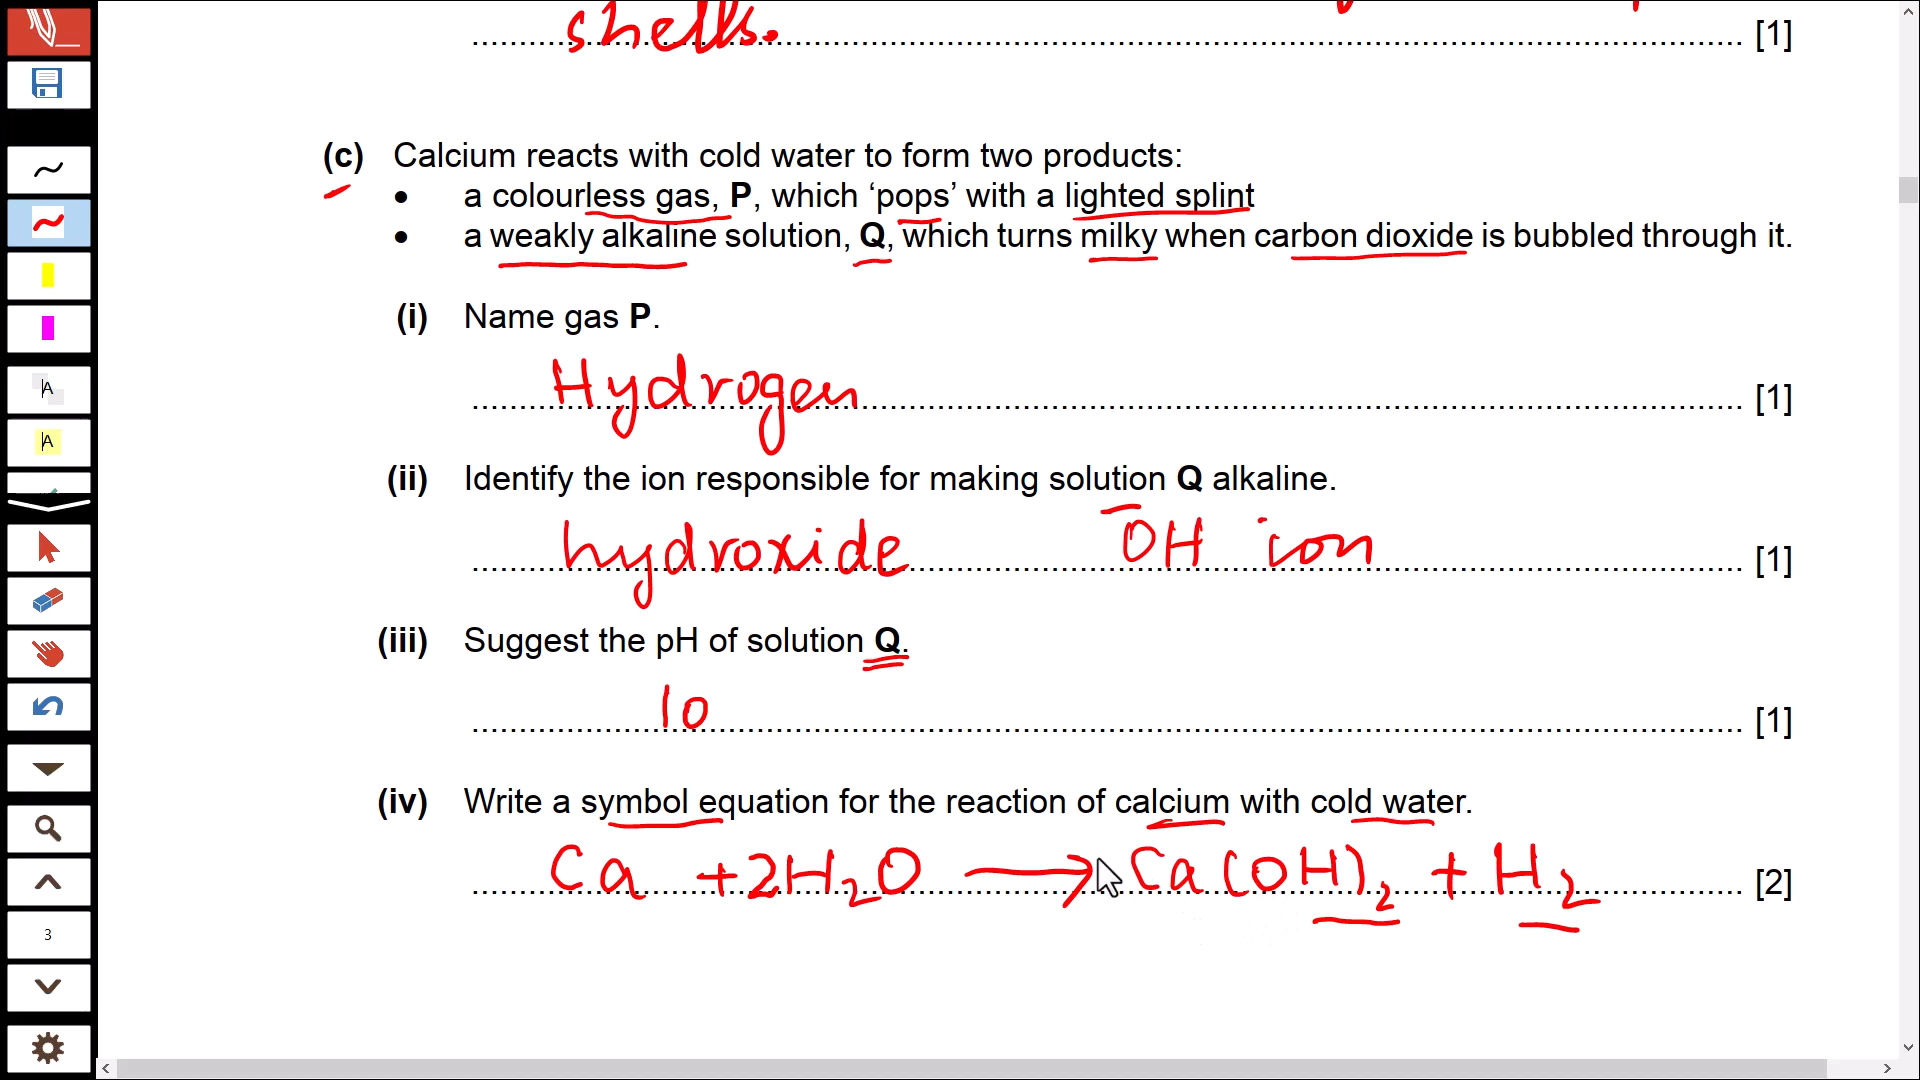 shells.
[1]
(c) Calcium reacts with cold water to form two products:
• a colourless gas, P, which ‘pops’ with a lighted splint
• a weakly alkaline solution, Q, which turns milky when carbon dioxide is bubbled through it.
(i) Name gas P.
Hydrogen
[1]
(ii) Identify the ion responsible for making solution Q alkaline.
hydroxide ‾OH ion
[1]
(iii) Suggest the pH of solution Q.
10
[1]
(iv) Write a symbol equation for the reaction of calcium with cold water.
Ca + 2H₂O → Ca(OH)₂ + H₂
[2]
A
A
3